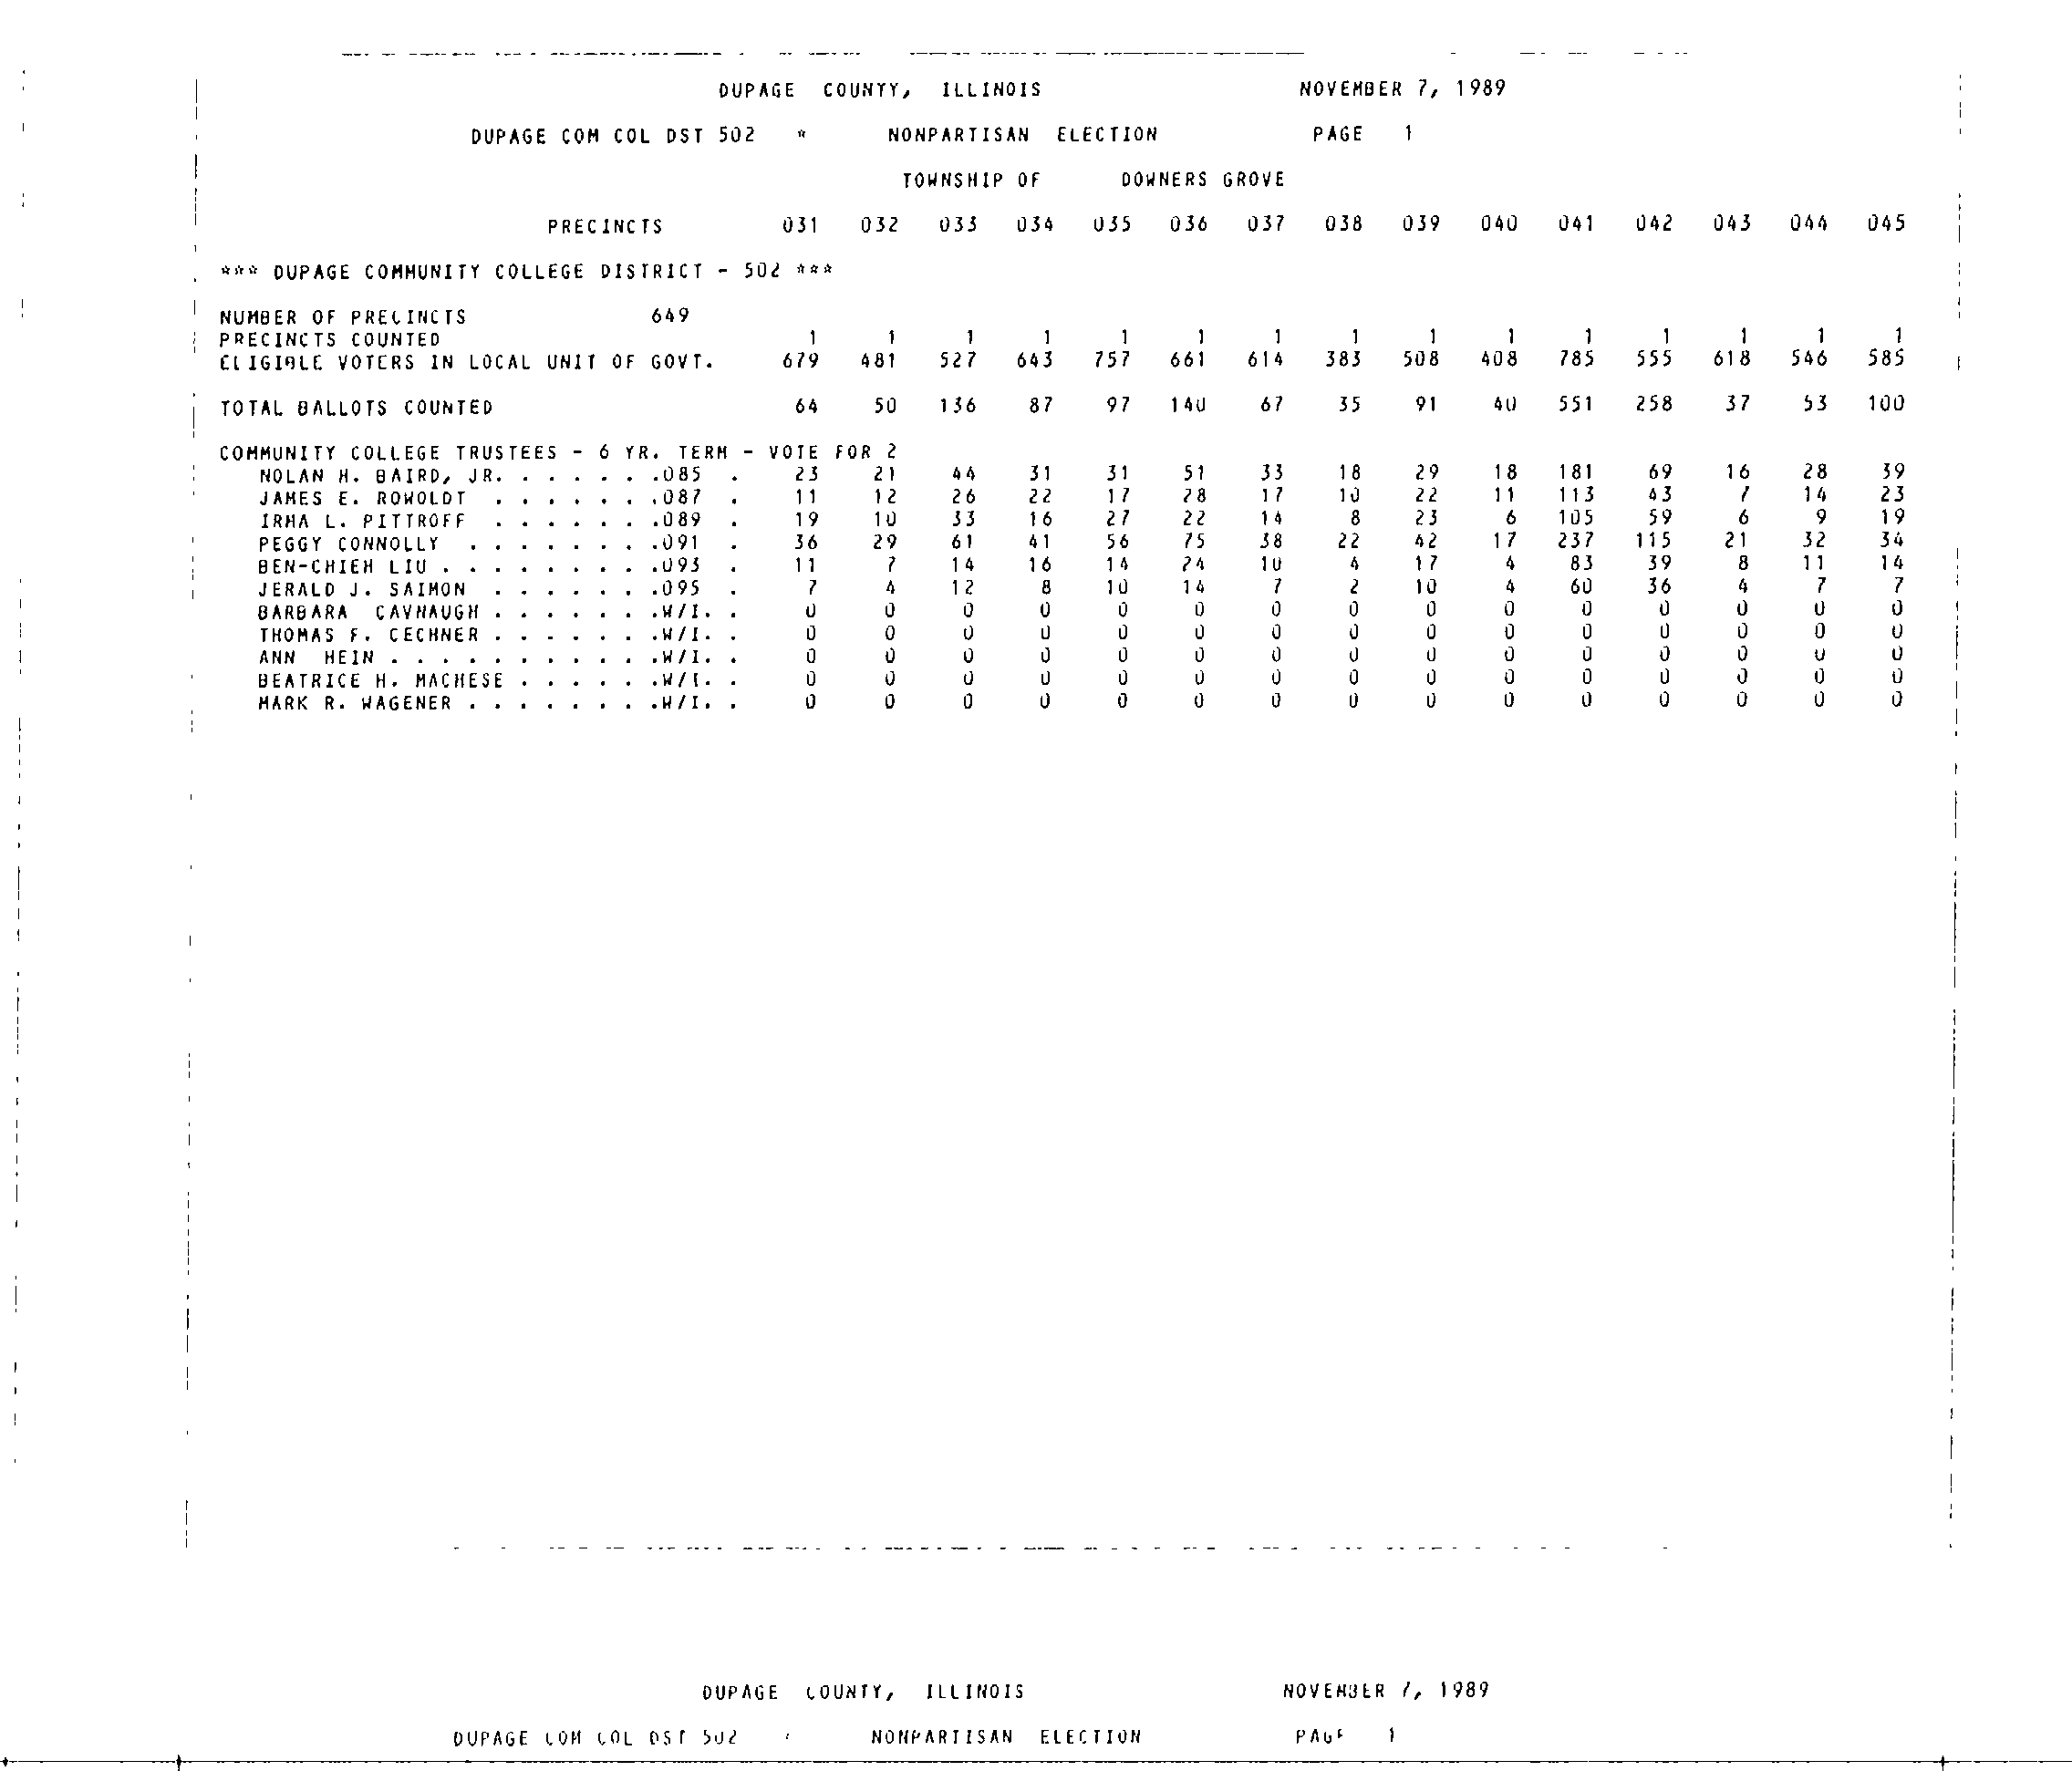 DUPAGE COUNTY, ILLINOIS NOVEMBER 7, 1989
DUPAGE COM COL DST 502 * NONPARTISAN ELECTION PAGE 1
TOWNSHIP OF DOWNERS GROVE
PRECINCTS 031 032 033 034 035 036 037 038 039 040 041 042 043 044 045
*** DUPAGE COMMUNITY COLLEGE DISTRICT - 502 ***
NUMBER OF PRECINCTS 649
PRECINCTS COUNTED 1 1 1 1 1 1 1 1 1 1 1 1 1 1 1
ELIGIBLE VOTERS IN LOCAL UNIT OF GOVT. 679 481 527 643 757 661 614 383 508 408 785 555 618 546 585
TOTAL BALLOTS COUNTED 64 50 136 87 97 140 67 35 91 40 551 258 37 53 100
COMMUNITY COLLEGE TRUSTEES - 6 YR. TERM - VOTE FOR 2
NOLAN H. BAIRD, JR. . . . . . .085 . 23 21 44 31 31 51 33 18 29 18 181 69 16 28 39
JAMES E. ROWOLDT . . . . . . .087 . 11 12 26 22 17 28 17 10 22 11 113 43 7 14 23
IRMA L. PITTROFF . . . . . . .089 . 19 10 33 16 27 22 14 8 23 6 105 59 6 9 19
PEGGY CONNOLLY . . . . . . . .091 . 36 29 61 41 56 75 38 22 42 17 237 115 21 32 34
BEN-CHIEH LIU . . . . . . . . .093 . 11 7 14 16 14 24 10 4 17 4 83 39 8 11 14
JERALD J. SAIMON . . . . . . .095 . 7 4 12 8 10 14 7 2 10 4 60 36 4 7 7
BARBARA CAVNAUGH . . . . . . .W/I. . 0 0 0 0 0 0 0 0 0 0 0 0 0 0 0
THOMAS F. CECHNER . . . . . . .W/I. . 0 0 0 0 0 0 0 0 0 0 0 0 0 0 0
ANN HEIN . . . . . . . . . . .W/I. . 0 0 0 0 0 0 0 0 0 0 0 0 0 0 0
BEATRICE H. MACHESE . . . . . .W/I. . 0 0 0 0 0 0 0 0 0 0 0 0 0 0 0
MARK R. WAGENER . . . . . . . .W/I. . 0 0 0 0 0 0 0 0 0 0 0 0 0 0 0
DUPAGE COUNTY, ILLINOIS NOVEMBER 7, 1989
DUPAGE COM COL DST 502 * NONPARTISAN ELECTION PAGE 1